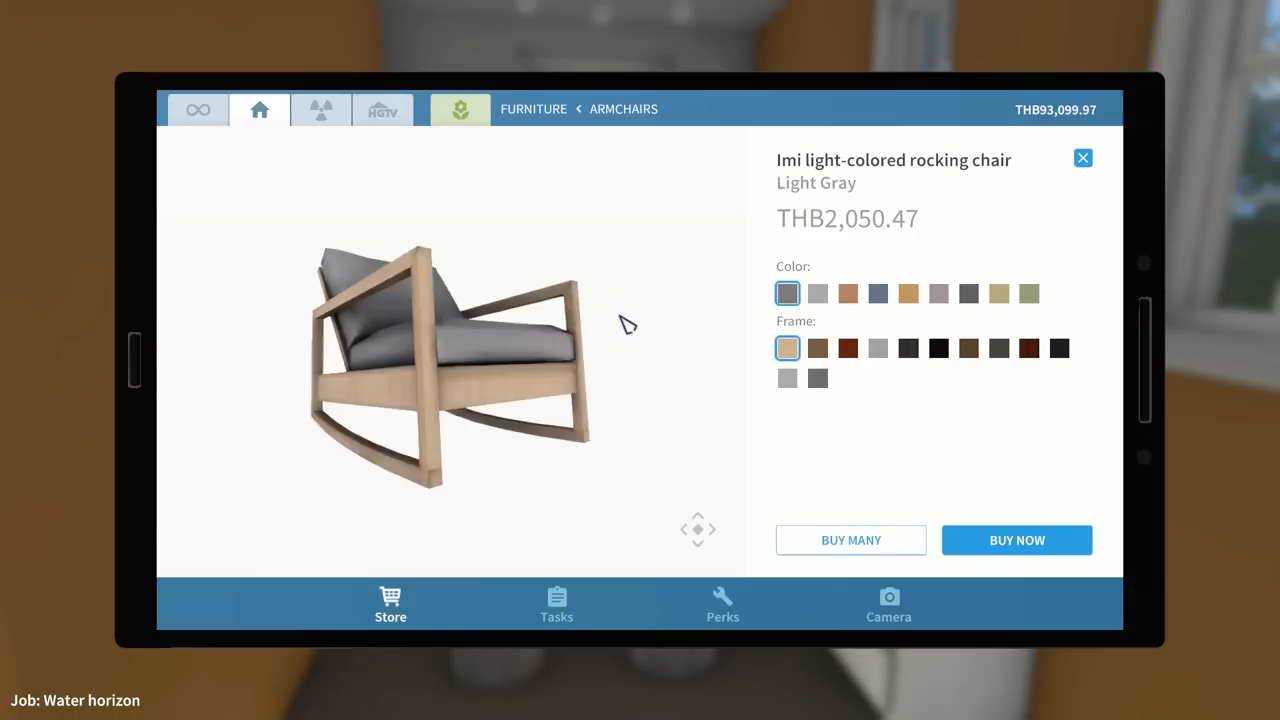 HGTV
FURNITURE < ARMCHAIRS
THB93,099.97
Imi light-colored rocking chair
Light Gray
THB2,050.47
Color:
Frame:
BUY MANY
BUY NOW
Store
Tasks
Perks
Camera
Job: Water horizon